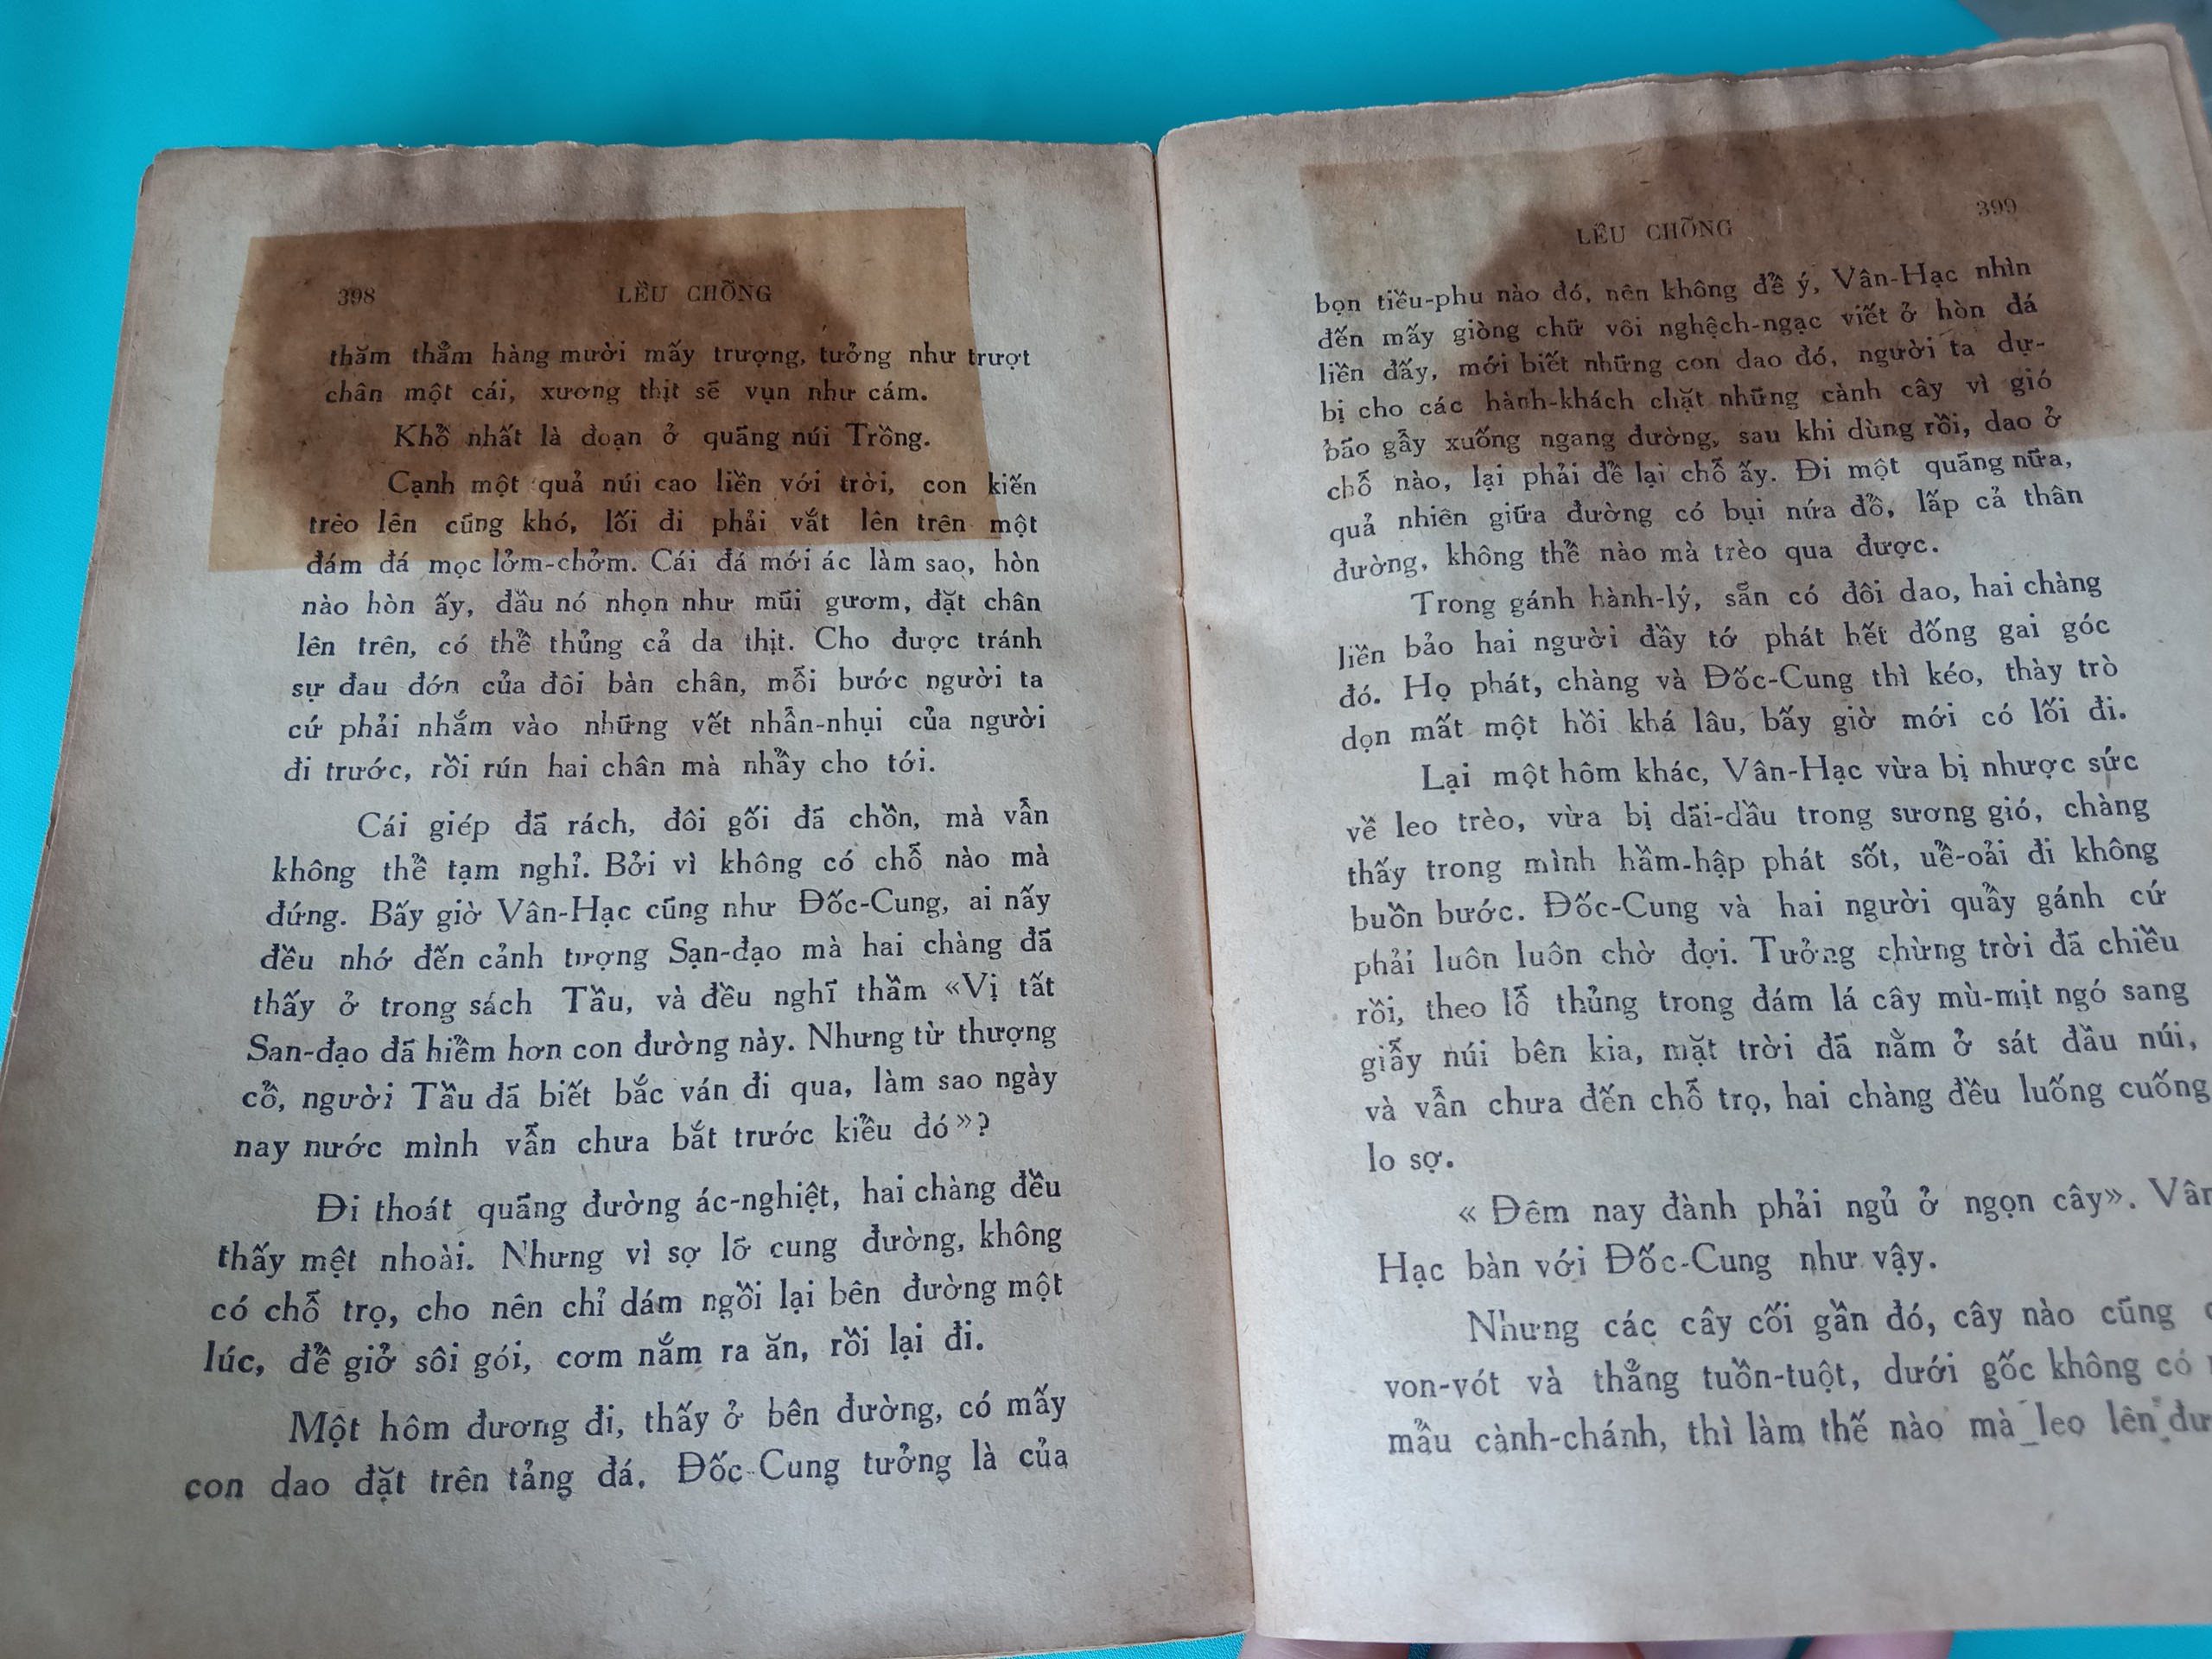 398 LỀU CHÕNG
thăm thẳm hàng mười mấy trượng, tưởng như trượt
chân một cái, xương thịt sẽ vụn như cám.
Khổ nhất là đoạn ở quãng núi Trồng.
Cạnh một quả núi cao liền với trời, con kiến
trèo lên cũng khó, lối đi phải vắt lên trên một
đám đá mọc lởm-chởm. Cái đá mới ác làm sao, hòn
nào hòn ấy, đầu nó nhọn như mũi gươm, đặt chân
lên trên, có thể thủng cả da thịt. Cho được tránh
sự đau đớn của đôi bàn chân, mỗi bước người ta
cứ phải nhắm vào những vết nhẵn-nhụi của người
đi trước, rồi rún hai chân mà nhẩy cho tới.
Cái giép đã rách, đôi gối đã chồn, mà vẫn
không thể tạm nghỉ. Bởi vì không có chỗ nào mà
đứng. Bấy giờ Vân-Hạc cũng như Đốc-Cung, ai nấy
đều nhớ đến cảnh tượng Sạn-đạo mà hai chàng đã
thấy ở trong sách Tầu, và đều nghĩ thầm «Vị tất
San-đạo đã hiểm hơn con đường này. Nhưng từ thượng
cổ, người Tầu đã biết bắc ván đi qua, làm sao ngày
nay nước mình vẫn chưa bắt trước kiểu đó»?
Đi thoát quãng đường ác-nghiệt, hai chàng đều
thấy mệt nhoài. Nhưng vì sợ lỡ cung đường, không
có chỗ trọ, cho nên chỉ dám ngồi lại bên đường một
lúc, để giở sôi gói, cơm nắm ra ăn, rồi lại đi.
Một hôm đương đi, thấy ở bên đường, có mấy
con dao đặt trên tảng đá. Đốc-Cung tưởng là của
LỀU CHÕNG 399
bọn tiều-phu nào đó, nên không để ý, Vân-Hạc nhìn
đến mấy giòng chữ vôi nghệch-ngạc viết ở hòn đá
liền đấy, mới biết những con dao đó, người ta dự-
bị cho các hành-khách chặt những cành cây vì gió
bão gẫy xuống ngang đường, sau khi dùng rồi, dao ở
chỗ nào, lại phải để lại chỗ ấy. Đi một quãng nữa,
quả nhiên giữa đường có bụi nứa đổ, lấp cả thân
đường, không thể nào mà trèo qua được.
Trong gánh hành-lý, sẵn có đôi dao, hai chàng
liền bảo hai người đầy tớ phát hết đống gai góc
đó. Họ phát, chàng và Đốc-Cung thì kéo, thày trò
dọn mất một hồi khá lâu, bấy giờ mới có lối đi.
Lại một hôm khác, Vân-Hạc vừa bị nhược sức
về leo trèo, vừa bị dãi-dầu trong sương gió, chàng
thấy trong mình hầm-hập phát sốt, uể-oải đi không
buồn bước. Đốc-Cung và hai người quẩy gánh cứ
phải luôn luôn chờ đợi. Tưởng chừng trời đã chiều
rồi, theo lỗ thủng trong đám lá cây mù-mịt ngó sang
giẫy núi bên kia, mặt trời đã nằm ở sát đầu núi,
và vẫn chưa đến chỗ trọ, hai chàng đều luống cuống
lo sợ.
« Đêm nay đành phải ngủ ở ngọn cây». Vân
Hạc bàn với Đốc-Cung như vậy.
Nhưng các cây cối gần đó, cây nào cũng
von-vót và thẳng tuồn-tuột, dưới gốc không có
mẩu cành-chánh, thì làm thế nào mà leo lên